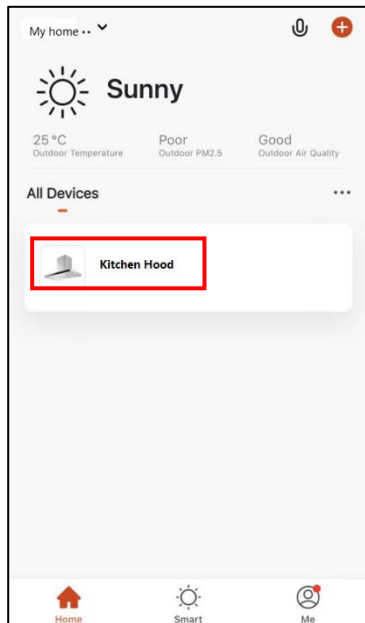 My home ..
Sunny
25 °C Poor Good
Outdoor Temperature Outdoor PM2.5 Outdoor Air Quality
All Devices
Kitchen Hood
Home Smart Me